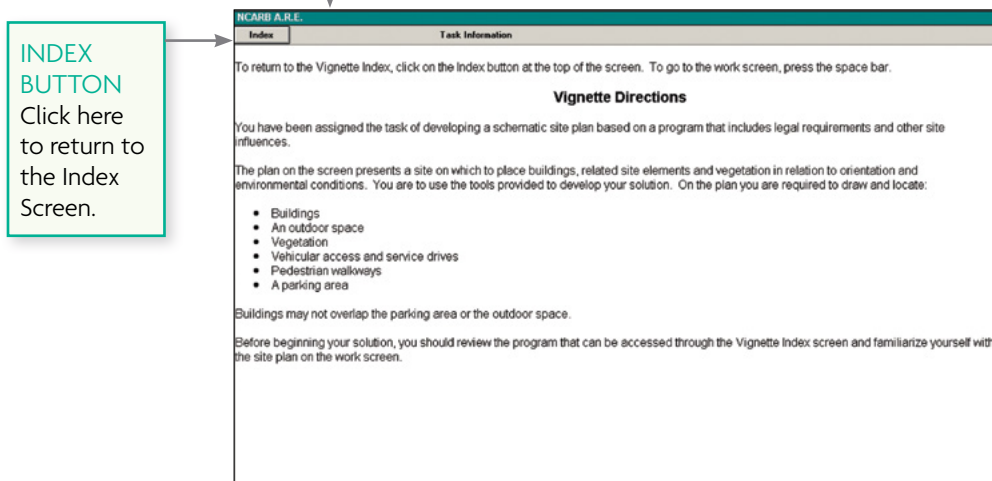 NCARB A.R.E.
Index
Task Information
INDEX
BUTTON
Click here
to return to
the Index
Screen.
To return to the Vignette Index, click on the Index button at the top of the screen. To go to the work screen, press the space bar.
Vignette Directions
You have been assigned the task of developing a schematic site plan based on a program that includes legal requirements and other site
influences.
The plan on the screen presents a site on which to place buildings, related site elements and vegetation in relation to orientation and
environmental conditions. You are to use the tools provided to develop your solution. On the plan you are required to draw and locate:
• Buildings
• An outdoor space
• Vegetation
• Vehicular access and service drives
• Pedestrian walkways
• A parking area
Buildings may not overlap the parking area or the outdoor space.
Before beginning your solution, you should review the program that can be accessed through the Vignette Index screen and familiarize yourself with
the site plan on the work screen.